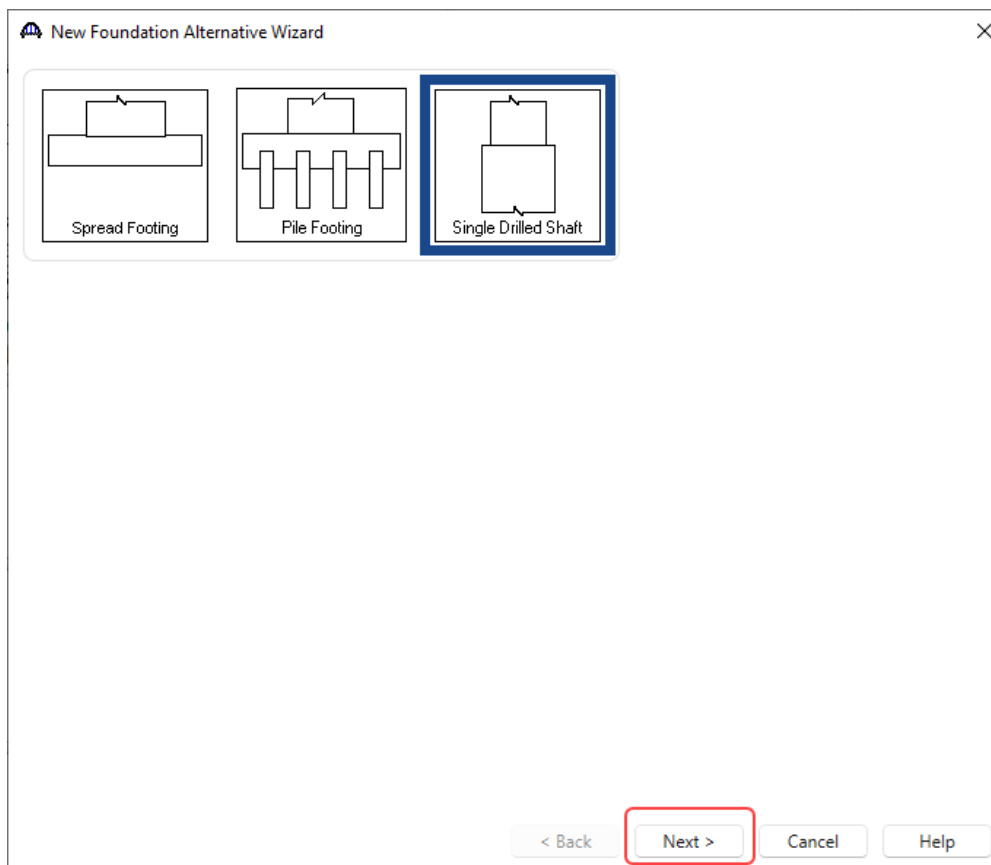 New Foundation Alternative Wizard
Spread Footing
Pile Footing
Single Drilled Shaft
< Back
Next >
Cancel
Help